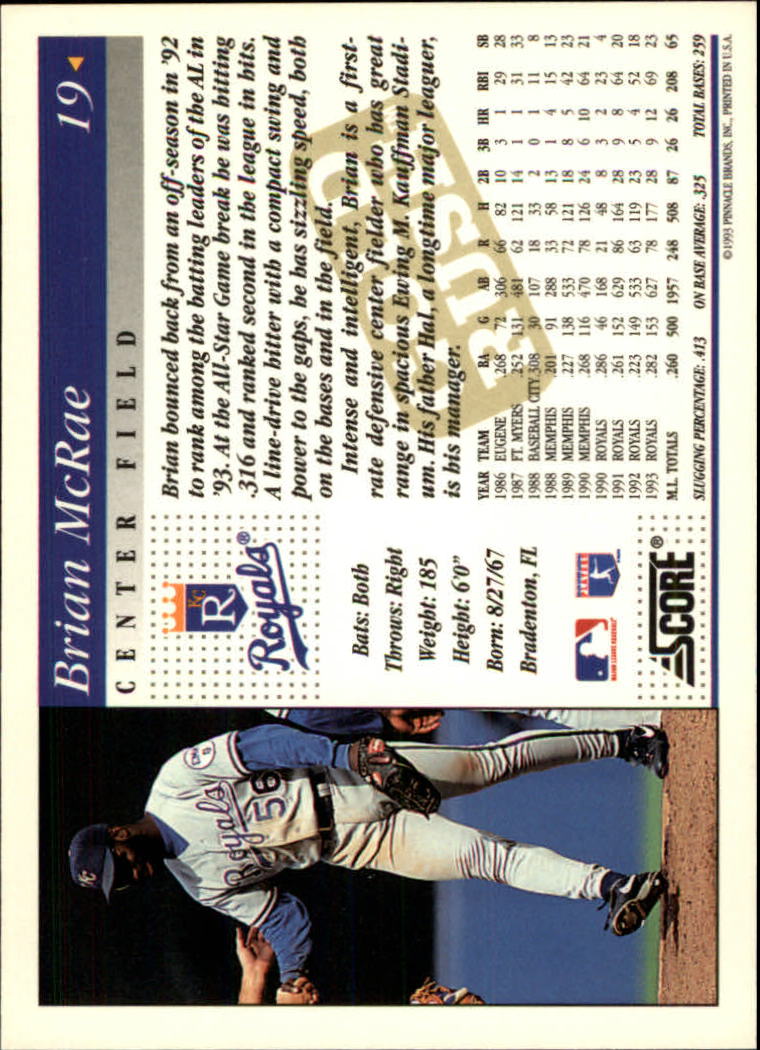 Brian McRae 19
CENTER FIELD
KC
R
Royals®
Bats: Both
Throws: Right
Weight: 185
Height: 6'0"
Born: 8/27/67
Bradenton, FL
MAJOR LEAGUE BASEBALL
SCORE®
Brian bounced back from an off-season in '92
to rank among the batting leaders of the AL in
'93. At the All-Star Game break he was hitting
.316 and ranked second in the league in hits.
A line-drive hitter with a compact swing and
power to the gaps, he has sizzling speed, both
on the bases and in the field.
Intense and intelligent, Brian is a first-
rate defensive center fielder who has great
range in spacious Ewing M. Kauffman Stadi-
um. His father Hal, a longtime major leaguer,
is his manager.
YEAR TEAM BA G AB R H 2B 3B HR RBI SB
1986 EUGENE .268 72 306 66 82 10 3 1 29 28
1987 FT. MYERS .252 131 481 62 121 14 1 1 31 33
1988 BASEBALL CITY .308 30 107 18 33 2 0 1 11 8
1988 MEMPHIS .201 91 288 33 58 13 1 4 15 13
1989 MEMPHIS .227 138 533 72 121 18 8 5 42 23
1990 MEMPHIS .268 116 470 78 126 24 6 10 64 21
1990 ROYALS .286 46 168 21 48 8 3 2 23 4
1991 ROYALS .261 152 629 86 164 28 9 8 64 20
1992 ROYALS .223 149 533 63 119 23 5 4 52 18
1993 ROYALS .282 153 627 78 177 28 9 12 69 23
M.L. TOTALS .260 500 1957 248 508 87 26 26 208 65
SLUGGING PERCENTAGE: .413 ON BASE AVERAGE: .325 TOTAL BASES: 259
©1993 PINNACLE BRANDS, INC., PRINTED IN U.S.A.
KC
Royals
56